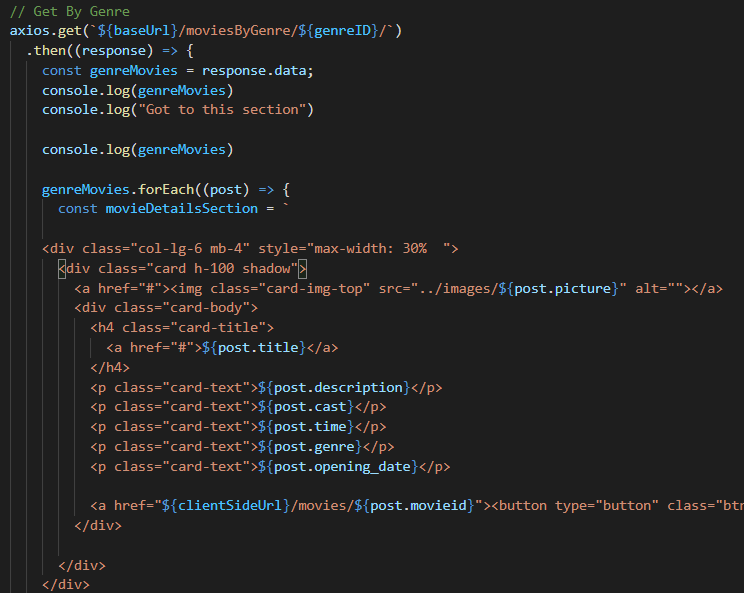 // Get By Genre
axios.get(`${baseUrl}/moviesByGenre/${genreID}/`)
.then((response) => {
const genreMovies = response.data;
console.log(genreMovies)
console.log("Got to this section")
console.log(genreMovies)
genreMovies.forEach((post) => {
const movieDetailsSection = `
<div class="col-lg-6 mb-4" style="max-width: 30%  ">
<div class="card h-100 shadow">
<a href="#"><img class="card-img-top" src="../images/${post.picture}" alt=""></a>
<div class="card-body">
<h4 class="card-title">
<a href="#">${post.title}</a>
</h4>
<p class="card-text">${post.description}</p>
<p class="card-text">${post.cast}</p>
<p class="card-text">${post.time}</p>
<p class="card-text">${post.genre}</p>
<p class="card-text">${post.opening_date}</p>
<a href="${clientSideUrl}/movies/${post.movieid}"><button type="button" class="btn
</div>
</div>
</div>